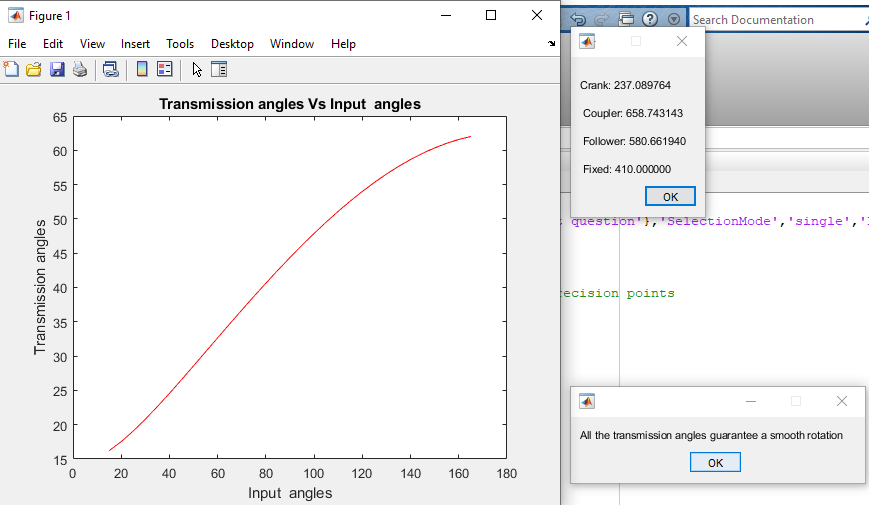 Figure 1
File Edit View Insert Tools Desktop Window Help
Transmission angles Vs Input angles
65
60
55
50
45
40
35
30
25
20
15
Transmission angles
0 20 40 60 80 100 120 140 160 180
Input angles
Search Documentation
Crank: 237.089764
Coupler: 658.743143
Follower: 580.661940
Fixed: 410.000000
OK
question'},'SelectionMode','single','
ecision points
All the transmission angles guarantee a smooth rotation
OK